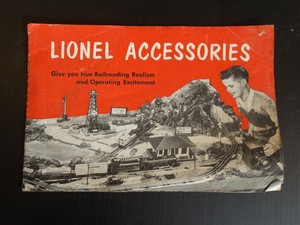 LIONEL ACCESSORIES
Give you true Railroading Realism
and Operating Excitement